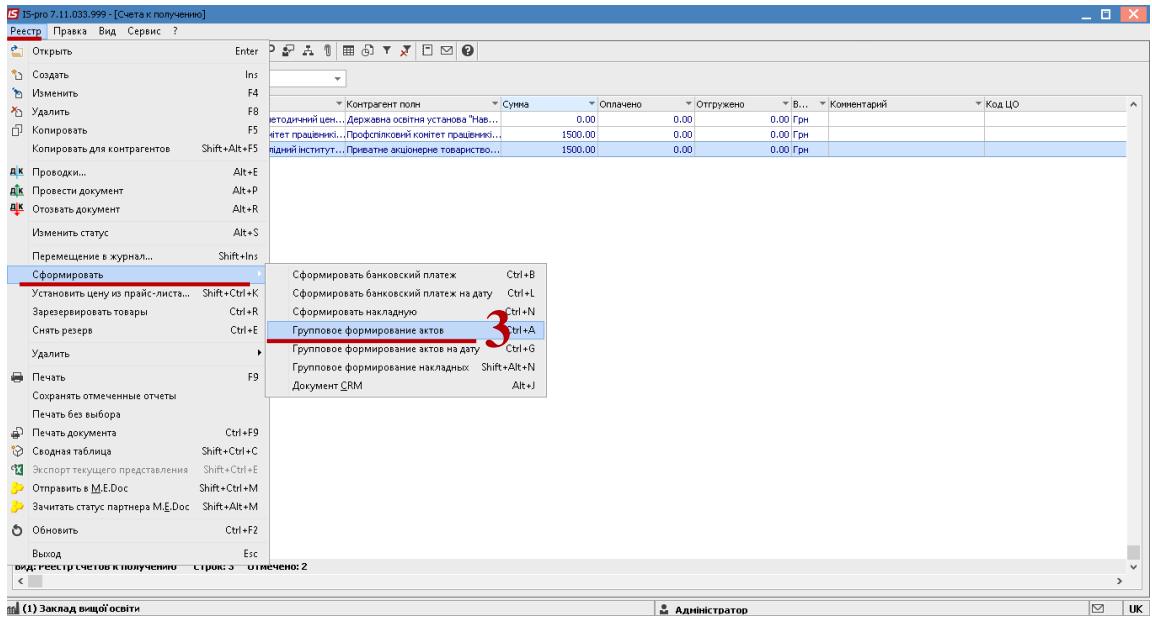 IS-pro 7.11.033.999 - [Счета к получению]
Реестр Правка Вид Сервис ?
Открыть Enter
Создать Ins
Изменить F4
Удалить F8
Копировать F5
Копировать для контрагентов Shift+Alt+F5
Проводки... Alt+E
Провести документ Alt+P
Отозвать документ Alt+R
Изменить статус Alt+S
Перемещение в журнал... Shift+Ins
Сформировать
Установить цену из прайс-листа... Shift+Ctrl+K
Зарезервировать товары Ctrl+R
Снять резерв Ctrl+E
Удалить
Печать F9
Сохранять отмеченные отчеты
Печать без выбора
Печать документа Ctrl+F9
Сводная таблица Shift+Ctrl+C
Экспорт текущего представления Shift+Ctrl+E
Отправить в M.E.Doc Shift+Ctrl+M
Зачитать статус партнера M.E.Doc Shift+Alt+M
Обновить Ctrl+F2
Выход Esc
Контрагент полн Сумма Оплачено Отгружено В... Комментарий Код ЦО
етодичний цен... Державна освітня установа "Нав... 0.00 0.00 0.00 Грн
ітет працівникі... Профспілковий комітет працівникі... 1500.00 0.00 0.00 Грн
лідний інститут... Приватне акціонерне товариство... 1500.00 0.00 0.00 Грн
Сформировать банковский платеж Ctrl+B
Сформировать банковский платеж на дату Ctrl+L
Сформировать накладную Ctrl+N
Групповое формирование актов Ctrl+A
3
Групповое формирование актов на дату Ctrl+G
Групповое формирование накладных Shift+Alt+N
Документ CRM Alt+J
Вид: Реестр счетов к получению Строк: 3 Отмечено: 2
(1) Заклад вищої освіти Адміністратор UK